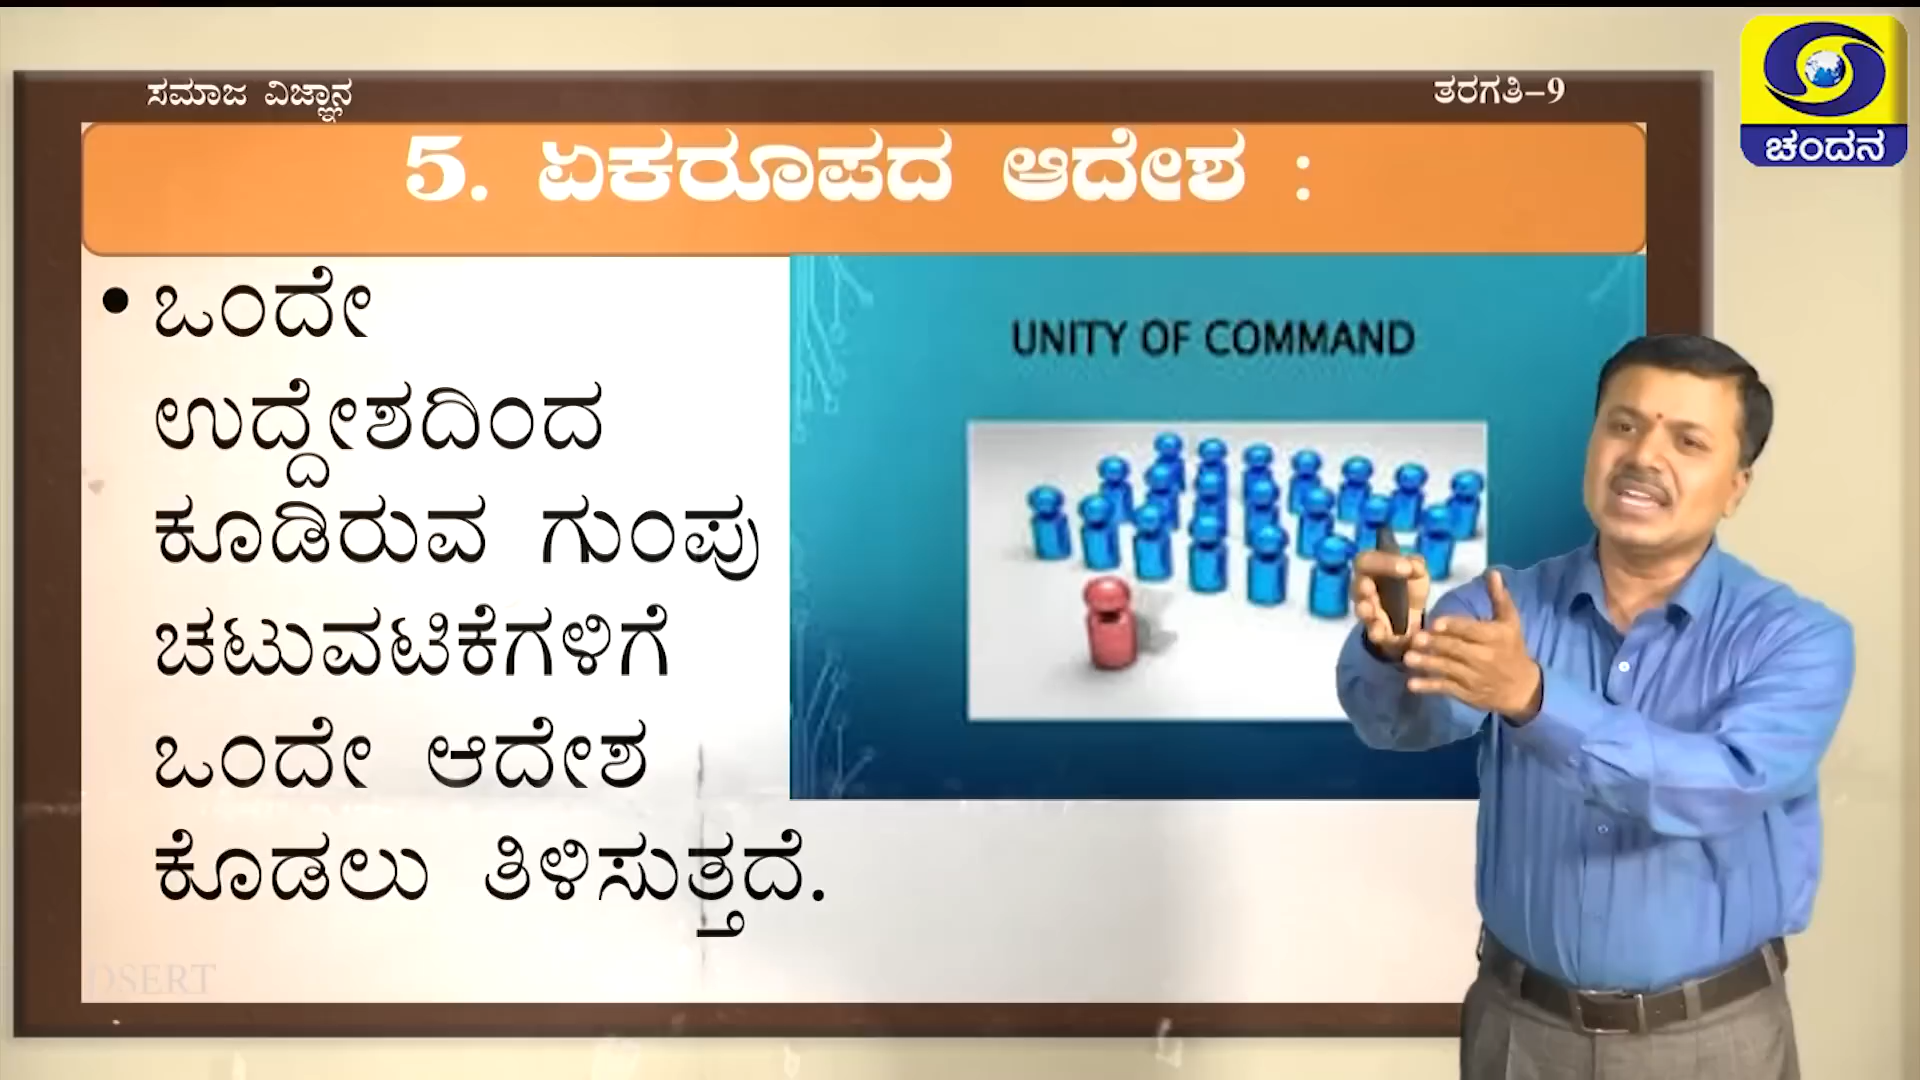 ಸಮಾಜ ವಿಜ್ಞಾನ
ತರಗತಿ-9
ಚಂದನ
5. ಏಕರೂಪದ ಆದೇಶ :
• ಒಂದೇ
ಉದ್ದೇಶದಿಂದ
ಕೂಡಿರುವ ಗುಂಪು
ಚಟುವಟಿಕೆಗಳಿಗೆ
ಒಂದೇ ಆದೇಶ
ಕೊಡಲು ತಿಳಿಸುತ್ತದೆ.
UNITY OF COMMAND
DSERT